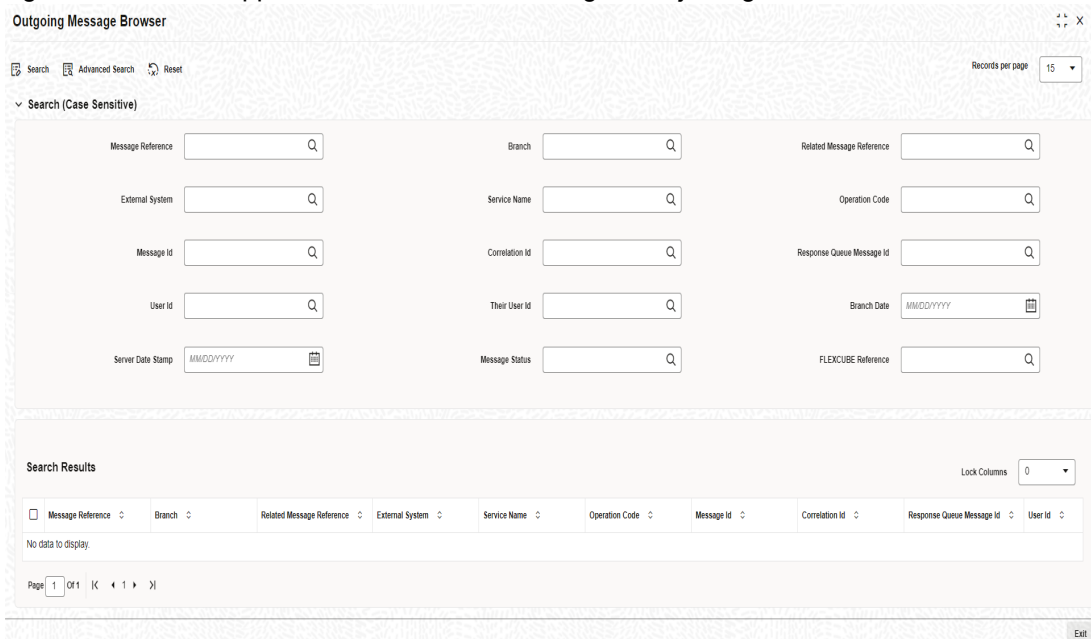 Outgoing Message Browser
Search Advanced Search Reset
Records per page 15
Search (Case Sensitive)
Message Reference Branch Related Message Reference
External System Service Name Operation Code
Message Id Correlation Id Response Queue Message Id
User Id Their User Id Branch Date MM/DD/YYYY
Server Date Stamp MM/DD/YYYY Message Status FLEXCUBE Reference
Search Results
Lock Columns 0
Message Reference Branch Related Message Reference External System Service Name Operation Code Message Id Correlation Id Response Queue Message Id User Id
No data to display.
Page 1 Of 1 1
Exit